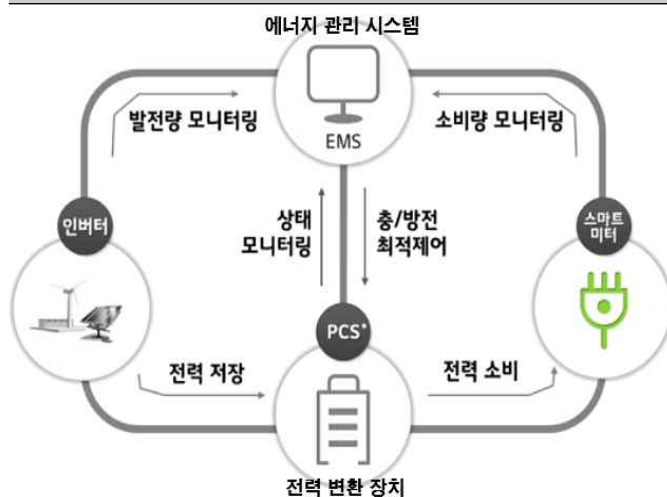 에너지 관리 시스템
EMS
발전량 모니터링
소비량 모니터링
인버터
상태
모니터링
충/방전
최적제어
스마트
미터
PCS*
전력 저장
전력 소비
전력 변환 장치